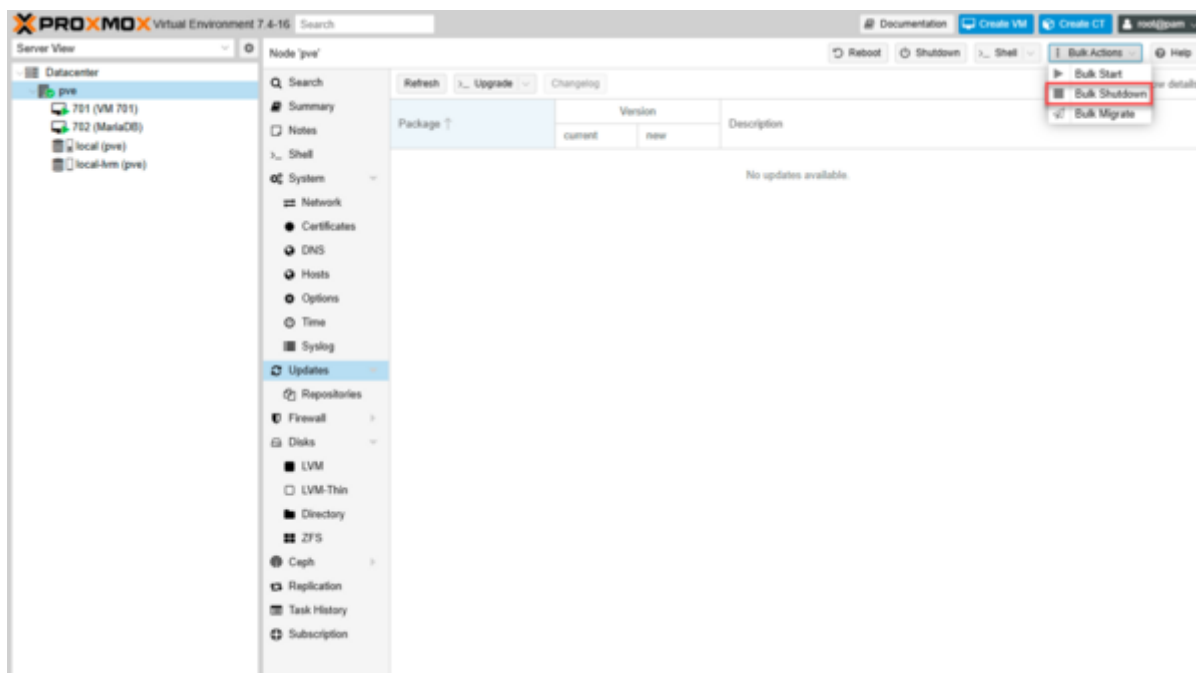 PROXMOX Virtual Environment 7.4-16 Search Documentation Create VM Create CT root@pam
Server View Node 'pve' Reboot Shutdown Shell Bulk Actions Help
Datacenter
pve
701 (VM 701)
702 (MariaDB)
local (pve)
local-lvm (pve)
Search
Summary
Notes
Shell
System
Network
Certificates
DNS
Hosts
Options
Time
Syslog
Updates
Repositories
Firewall
Disks
LVM
LVM-Thin
Directory
ZFS
Ceph
Replication
Task History
Subscription
Refresh Upgrade Changelog details
Bulk Start
Bulk Shutdown
Bulk Migrate
Package Version Description
current new
No updates available.